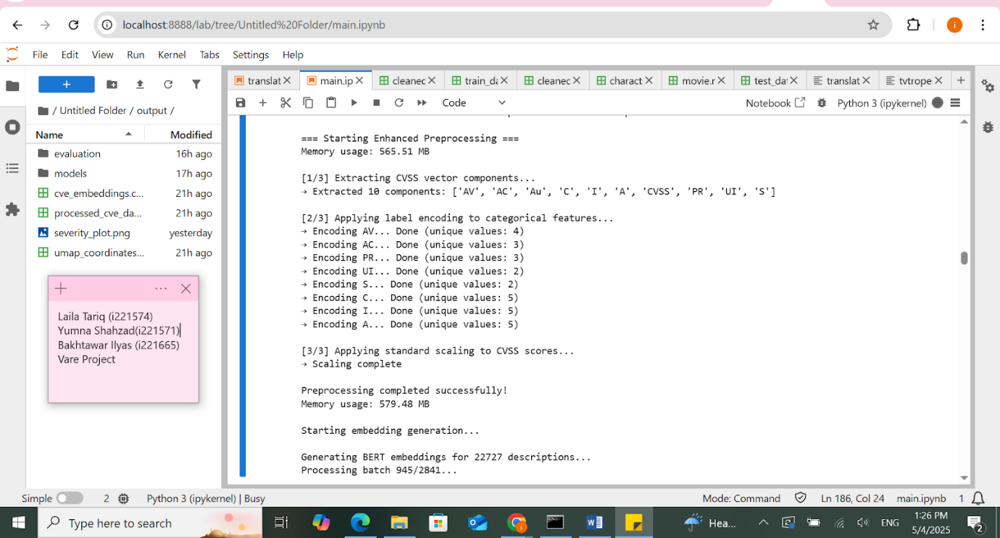 localhost:8888/lab/tree/Untitled%20Folder/main.ipynb
File Edit View Run Kernel Tabs Settings Help
translat main.ip cleanec train_da cleanec charact movie.r test_dat translat tvtrope
Code Notebook Python 3 (ipykernel)
/ Untitled Folder / output /
Name Modified
evaluation 16h ago
models 17h ago
cve_embeddings.c... 21h ago
processed_cve_da... 21h ago
severity_plot.png yesterday
umap_coordinates... 21h ago
Laila Tariq (i221574)
Yumna Shahzad(i221571)
Bakhtawar Ilyas (i221665)
Vare Project
=== Starting Enhanced Preprocessing ===
Memory usage: 565.51 MB
[1/3] Extracting CVSS vector components...
→ Extracted 10 components: ['AV', 'AC', 'Au', 'C', 'I', 'A', 'CVSS', 'PR', 'UI', 'S']
[2/3] Applying label encoding to categorical features...
→ Encoding AV... Done (unique values: 4)
→ Encoding AC... Done (unique values: 3)
→ Encoding PR... Done (unique values: 3)
→ Encoding UI... Done (unique values: 2)
→ Encoding S... Done (unique values: 2)
→ Encoding C... Done (unique values: 5)
→ Encoding I... Done (unique values: 5)
→ Encoding A... Done (unique values: 5)
[3/3] Applying standard scaling to CVSS scores...
→ Scaling complete
Preprocessing completed successfully!
Memory usage: 579.48 MB
Starting embedding generation...
Generating BERT embeddings for 22727 descriptions...
Processing batch 945/2841...
Simple 2 Python 3 (ipykernel) | Busy Mode: Command Ln 186, Col 24 main.ipynb 1
Type here to search Hea... ENG 1:26 PM
5/4/2025 2